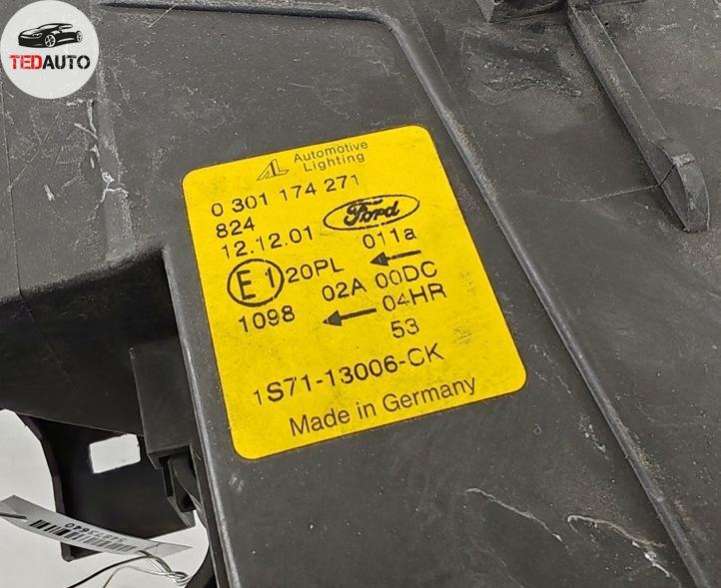 TEDAUTO
AL Automotive
Lighting
0 301 174 271
824
Ford
12.12.01
011a
E1 20PL
02A 00DC
1098
04HR
53
1S71-13006-CK
Made in Germany